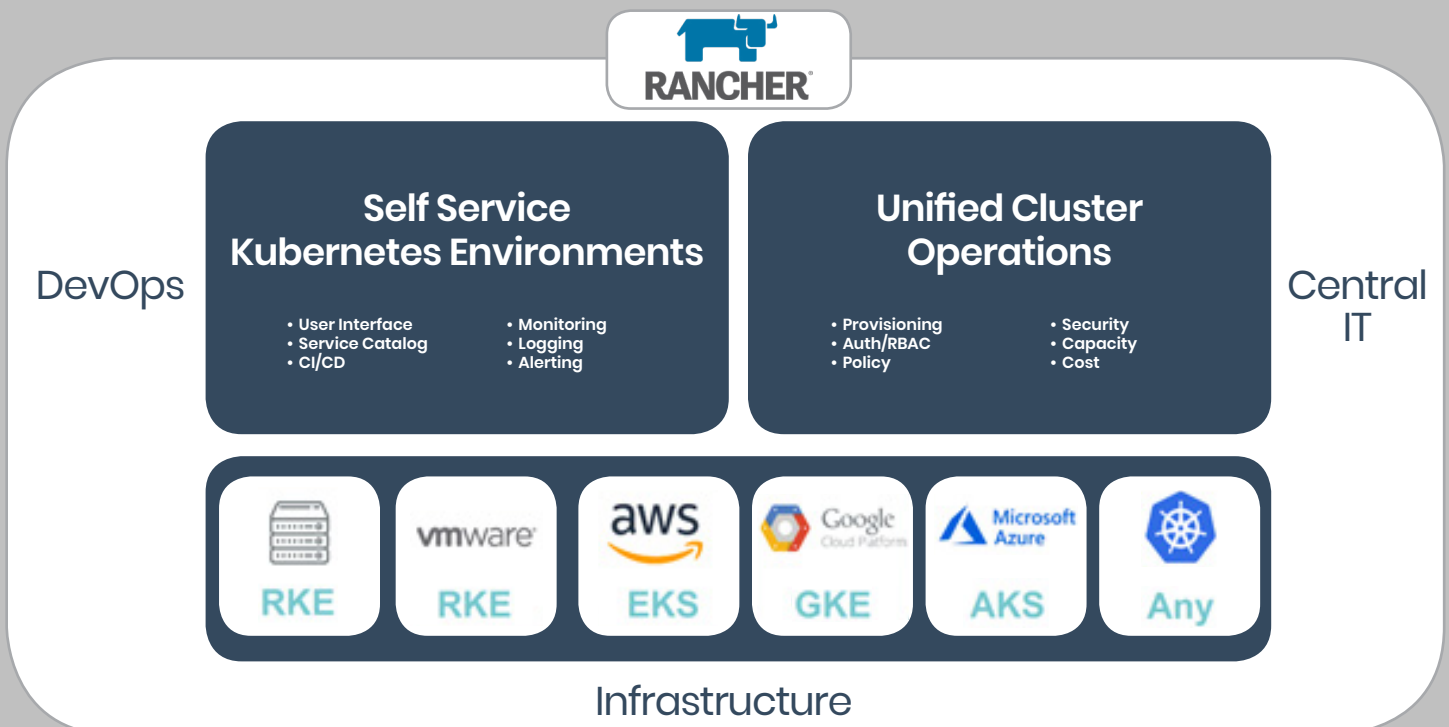 RANCHER®
DevOps
Self Service
Kubernetes Environments
• User Interface
• Service Catalog
• CI/CD
• Monitoring
• Logging
• Alerting
Unified Cluster
Operations
• Provisioning
• Auth/RBAC
• Policy
• Security
• Capacity
• Cost
Central
IT
RKE
vmware®
RKE
aws
EKS
Google
Cloud Platform
GKE
Microsoft
Azure
AKS
Any
Infrastructure